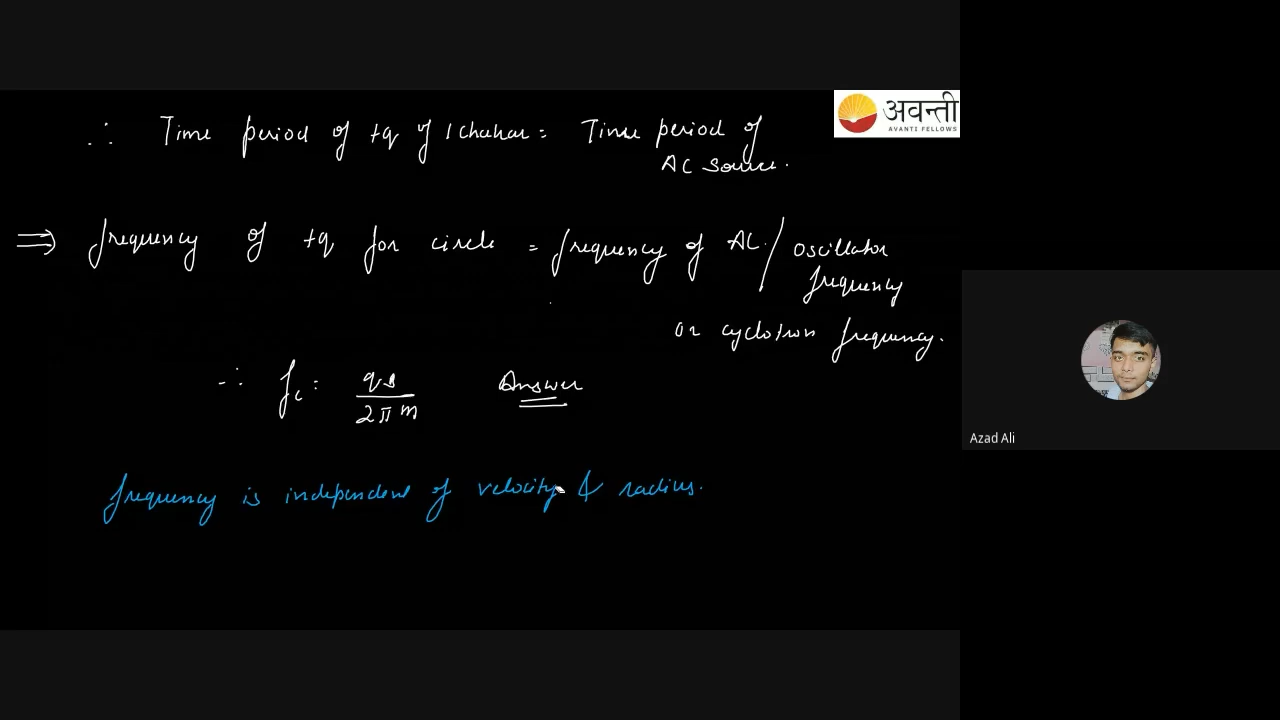 अवन्ती
AVANTI FELLOWS
∴ Time period of +q of 1 chakar = Time period of
AC source.
⇒ frequency of +q for circle = frequency of AC / oscillator
frequency
or cyclotron frequency.
∴ fc = qB / 2πm Answer
frequency is independent of velocity & radius.
Azad Ali